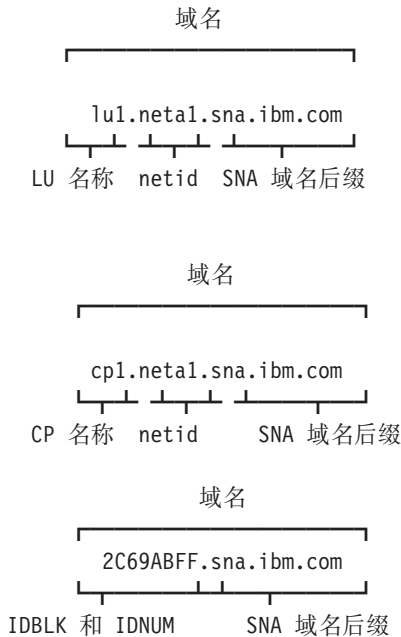 域名
lu1.neta1.sna.ibm.com
LU 名称 netid SNA 域名后缀
域名
cp1.neta1.sna.ibm.com
CP 名称 netid SNA 域名后缀
域名
2C69ABFF.sna.ibm.com
IDBLK 和 IDNUM SNA 域名后缀